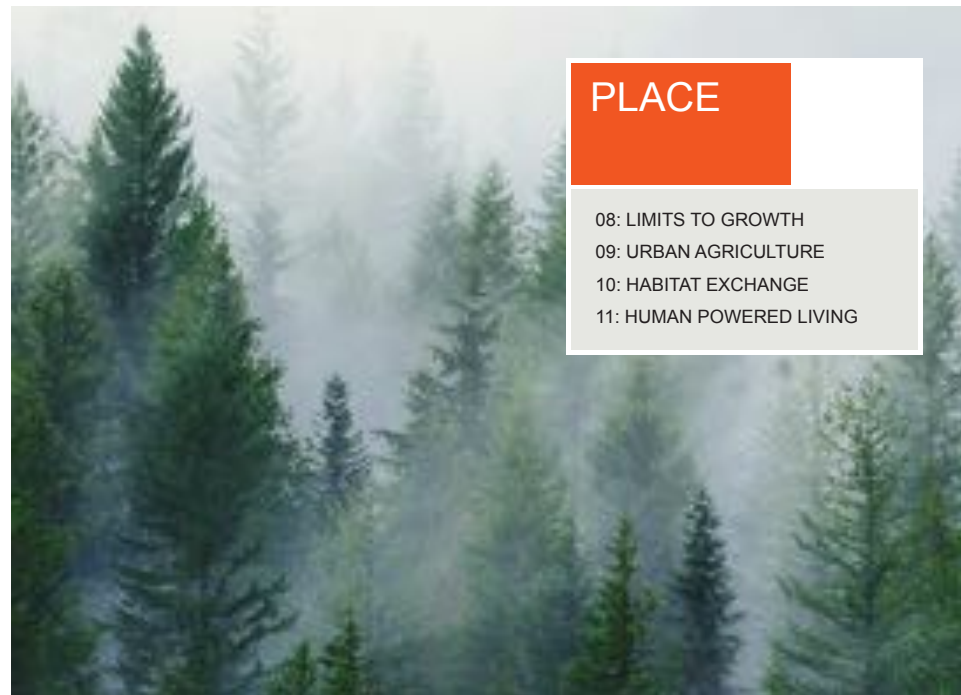 PLACE
08: LIMITS TO GROWTH
09: URBAN AGRICULTURE
10: HABITAT EXCHANGE
11: HUMAN POWERED LIVING